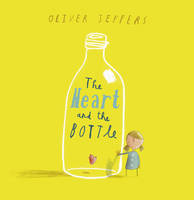 OLIVER JEFFERS
The
Heart
and the
BOTTLE